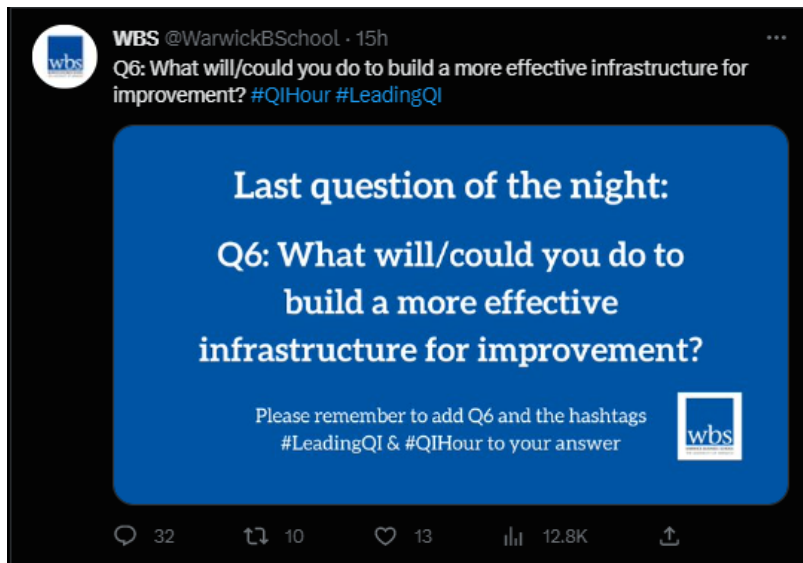 WBS @WarwickBSchool · 15h
wbs
Q6: What will/could you do to build a more effective infrastructure for
improvement? #QIHour #LeadingQI
Last question of the night:
Q6: What will/could you do to
build a more effective
infrastructure for improvement?
Please remember to add Q6 and the hashtags
#LeadingQI & #QIHour to your answer
wbs
32 10 13 12.8K